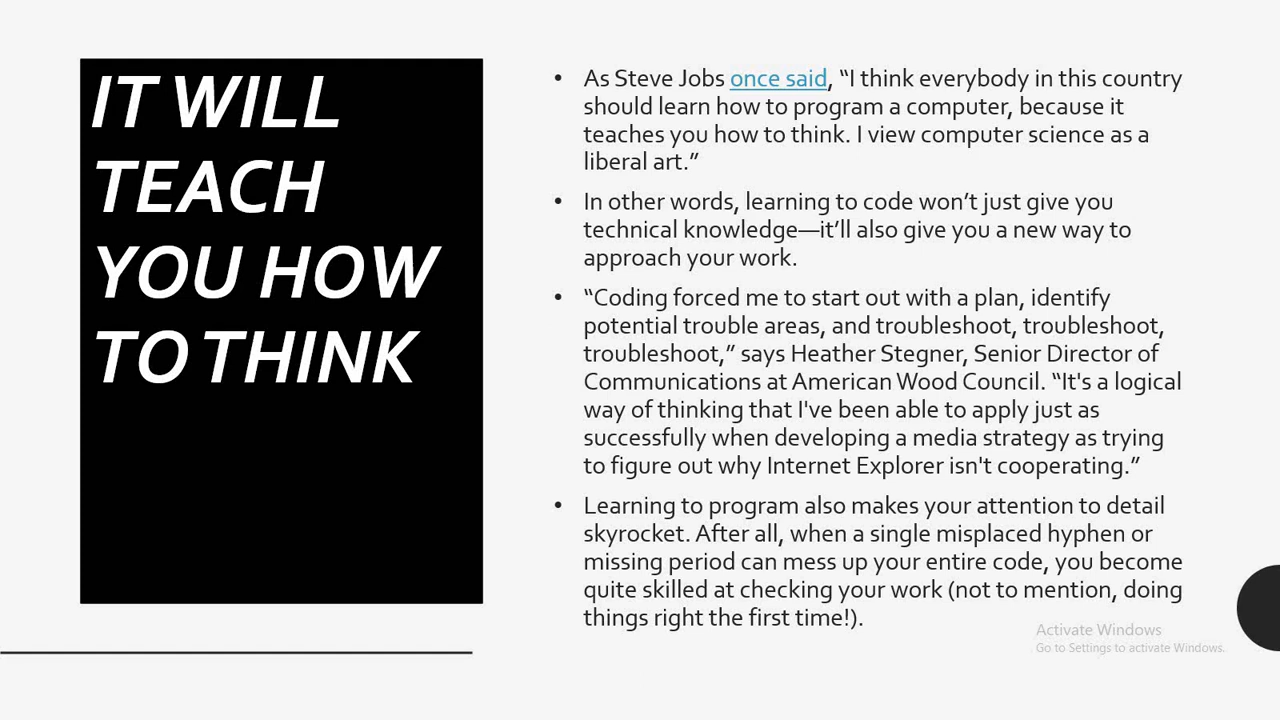 IT WILL
TEACH
YOU HOW
TO THINK
• As Steve Jobs once said, “I think everybody in this country
should learn how to program a computer, because it
teaches you how to think. I view computer science as a
liberal art.”
• In other words, learning to code won’t just give you
technical knowledge—it’ll also give you a new way to
approach your work.
• “Coding forced me to start out with a plan, identify
potential trouble areas, and troubleshoot, troubleshoot,
troubleshoot,” says Heather Stegner, Senior Director of
Communications at American Wood Council. “It's a logical
way of thinking that I've been able to apply just as
successfully when developing a media strategy as trying
to figure out why Internet Explorer isn't cooperating.”
• Learning to program also makes your attention to detail
skyrocket. After all, when a single misplaced hyphen or
missing period can mess up your entire code, you become
quite skilled at checking your work (not to mention, doing
things right the first time!).
Activate Windows
Go to Settings to activate Windows.